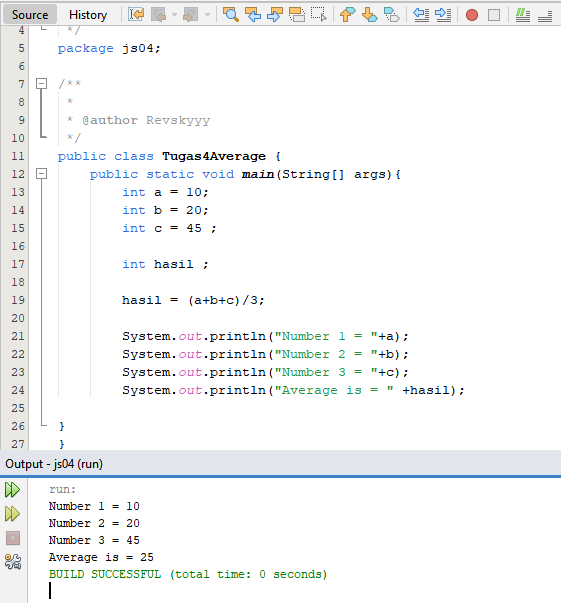 Source History
4 */
5 package js04;
6
7 /**
8 *
9 * @author Revskyyy
10 */
11 public class Tugas4Average {
12 public static void main(String[] args){
13 int a = 10;
14 int b = 20;
15 int c = 45 ;
16
17 int hasil ;
18
19 hasil = (a+b+c)/3;
20
21 System.out.println("Number 1 = "+a);
22 System.out.println("Number 2 = "+b);
23 System.out.println("Number 3 = "+c);
24 System.out.println("Average is = " +hasil);
25
26 }
27 }
Output - js04 (run)
run:
Number 1 = 10
Number 2 = 20
Number 3 = 45
Average is = 25
BUILD SUCCESSFUL (total time: 0 seconds)